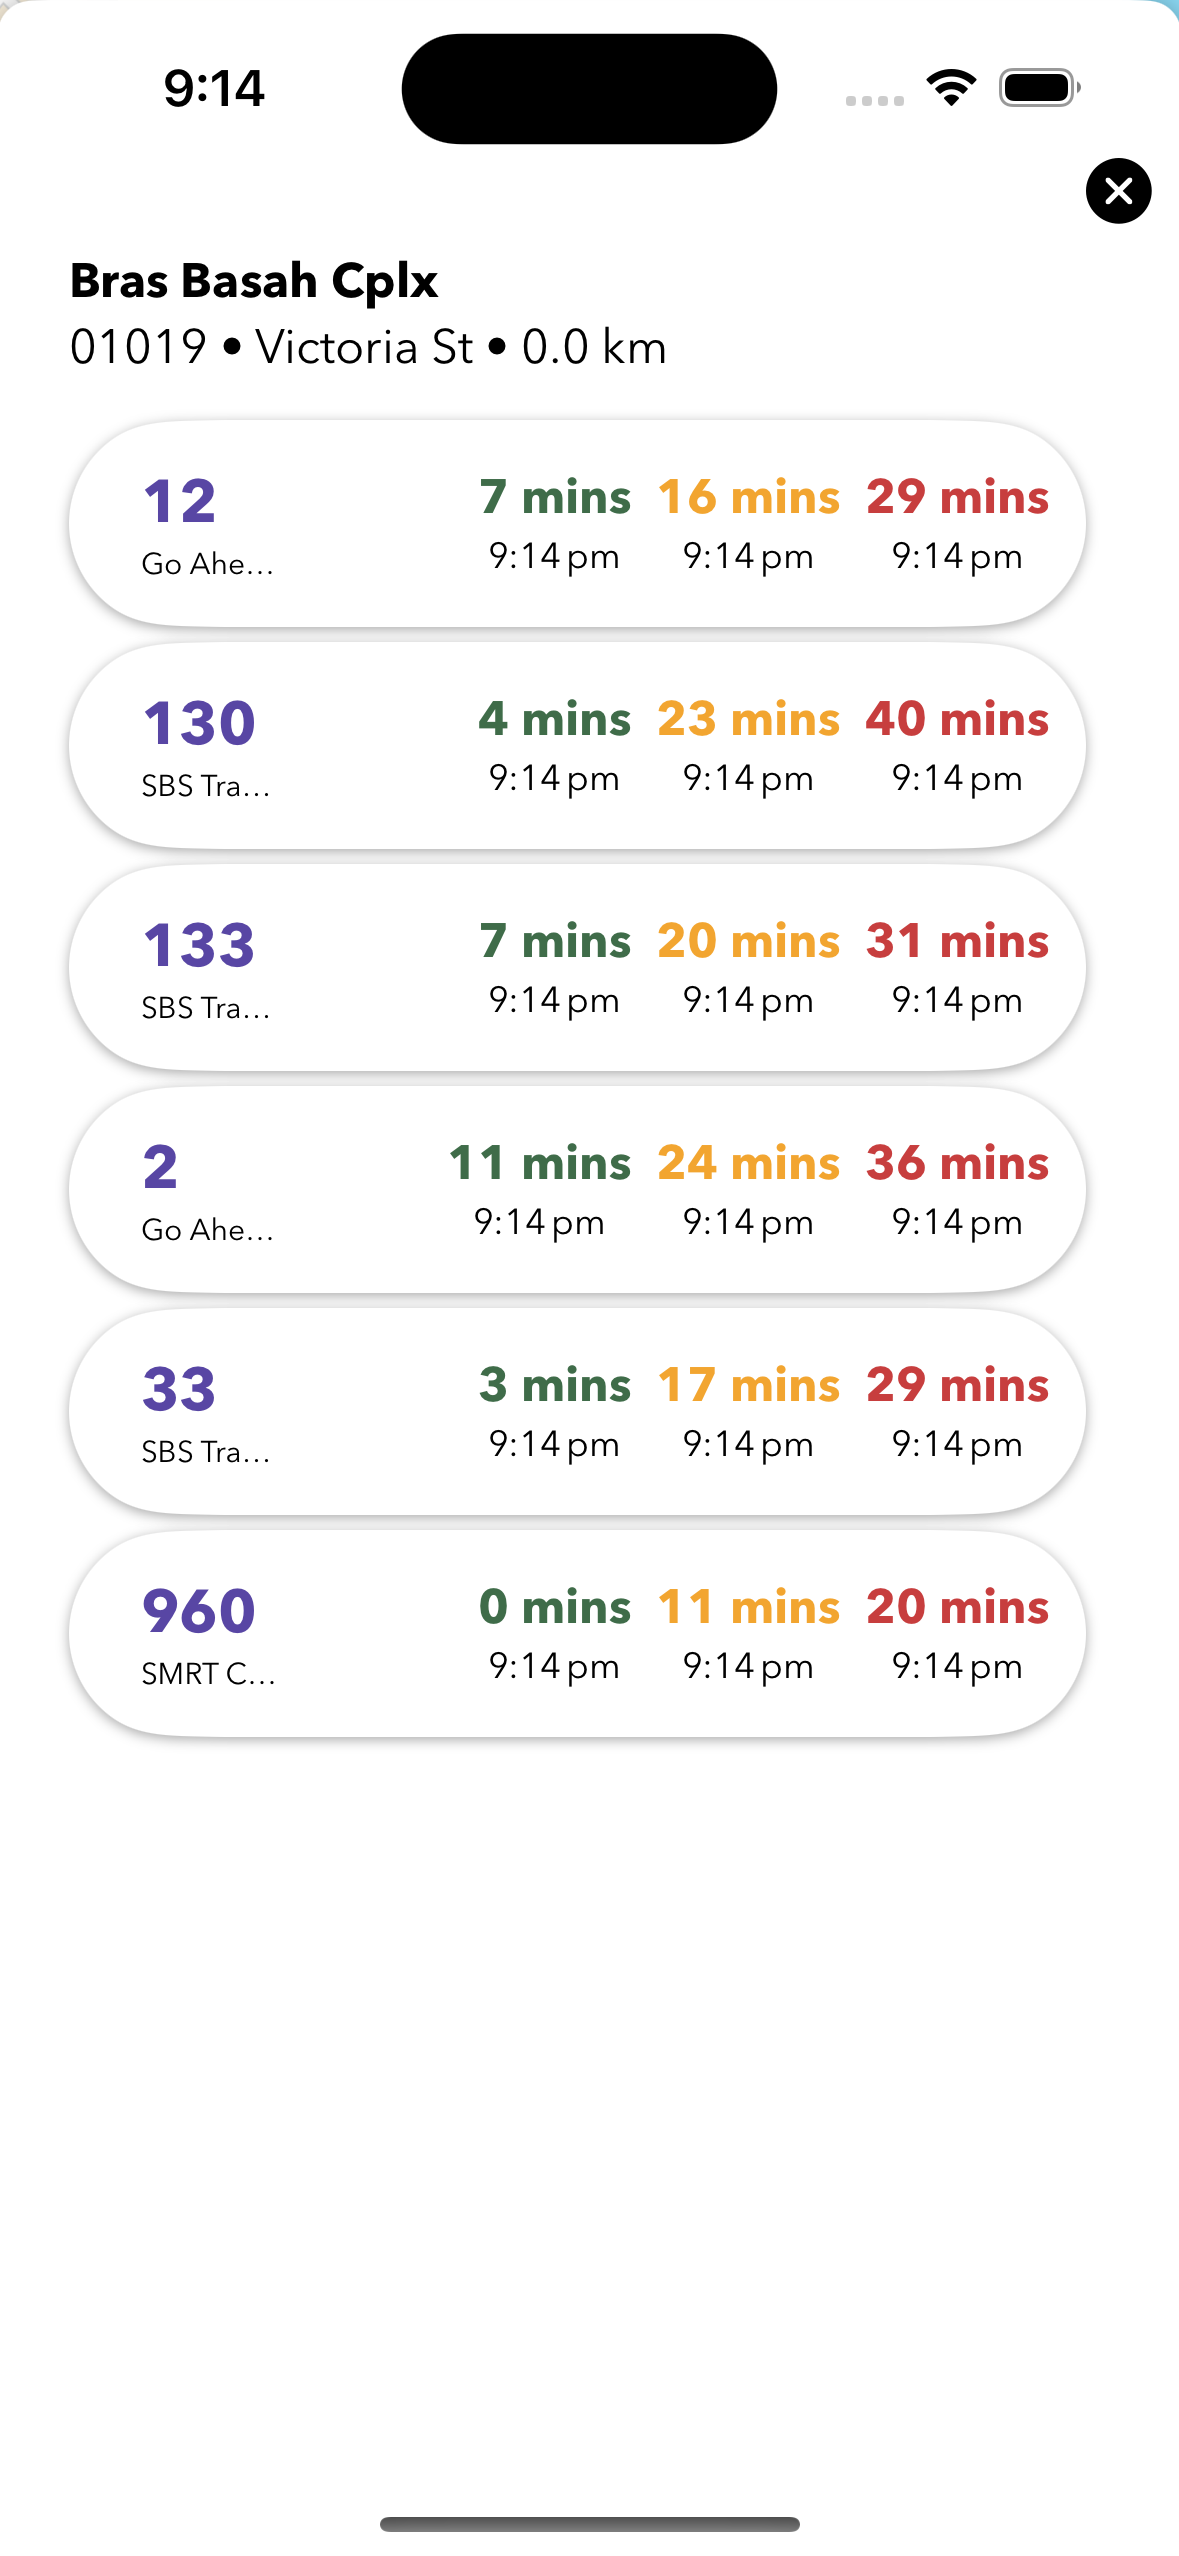 9:14
Bras Basah Cplx
01019 • Victoria St • 0.0 km
12 7 mins 16 mins 29 mins
Go Ahe... 9:14 pm 9:14 pm 9:14 pm
130 4 mins 23 mins 40 mins
SBS Tra... 9:14 pm 9:14 pm 9:14 pm
133 7 mins 20 mins 31 mins
SBS Tra... 9:14 pm 9:14 pm 9:14 pm
2 11 mins 24 mins 36 mins
Go Ahe... 9:14 pm 9:14 pm 9:14 pm
33 3 mins 17 mins 29 mins
SBS Tra... 9:14 pm 9:14 pm 9:14 pm
960 0 mins 11 mins 20 mins
SMRT C... 9:14 pm 9:14 pm 9:14 pm